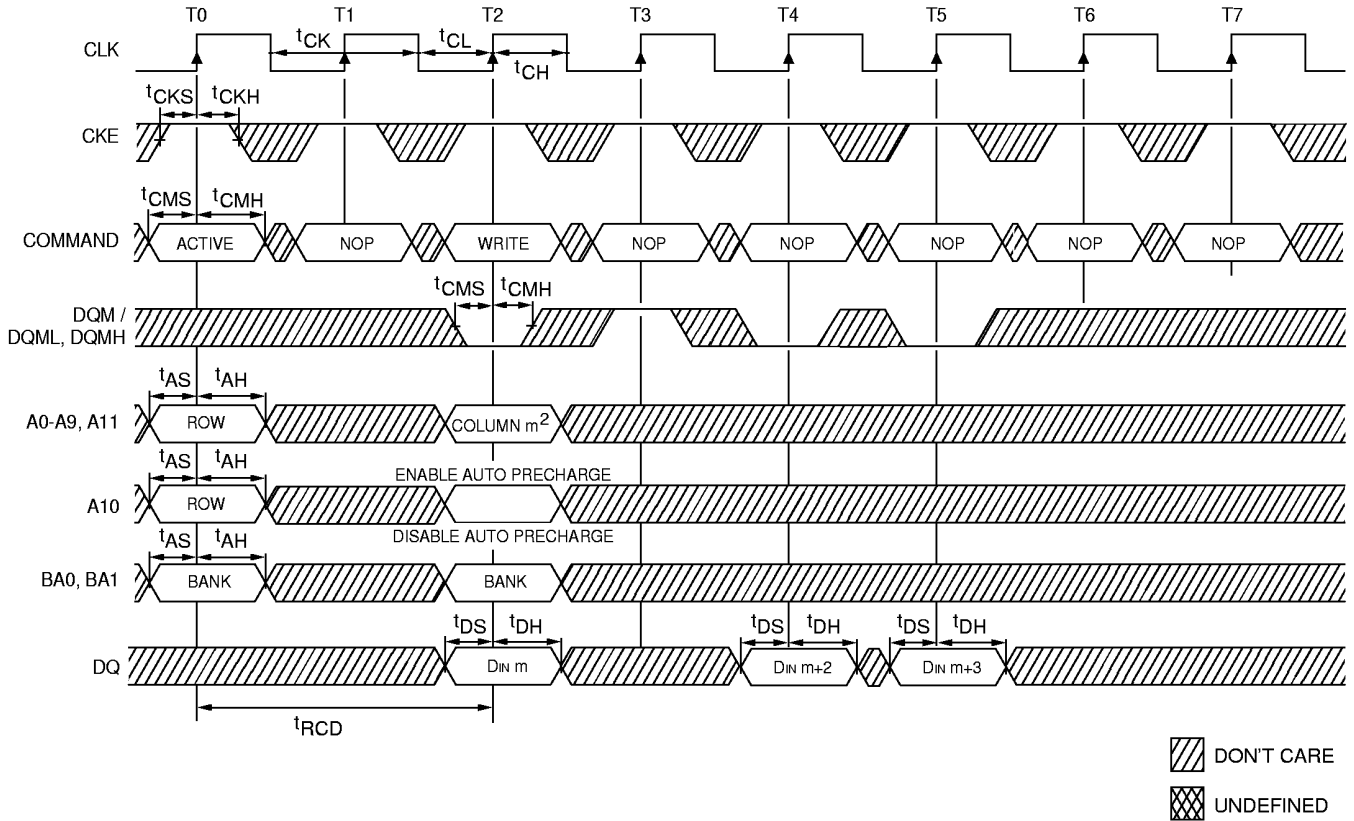 T0 T1 T2 T3 T4 T5 T6 T7
CLK tCK tCL tCH
tCKS tCKH
CKE
tCMS tCMH
COMMAND ACTIVE NOP WRITE NOP NOP NOP NOP NOP
tCMS tCMH
DQM /
DQML, DQMH
tAS tAH
A0-A9, A11 ROW COLUMN m2
tAS tAH ENABLE AUTO PRECHARGE
A10 ROW
DISABLE AUTO PRECHARGE
tAS tAH
BA0, BA1 BANK BANK
tDS tDH tDS tDH tDS tDH
DQ DIN m DIN m+2 DIN m+3
tRCD
DON'T CARE
UNDEFINED